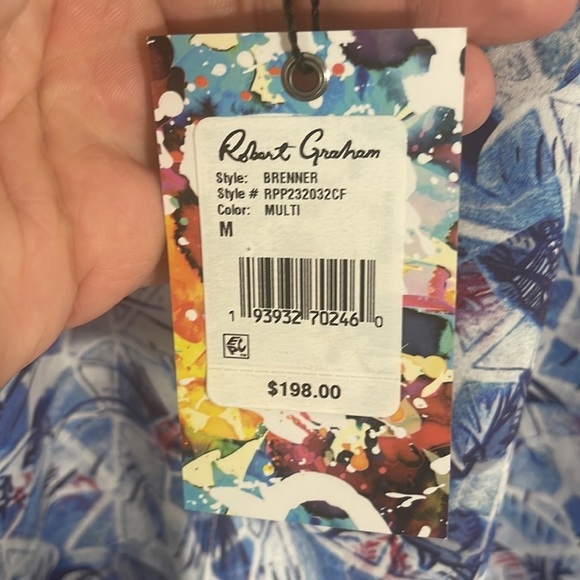 Robert Graham
Style: BRENNER
Style # RPP232032CF
Color: MULTI
M
1 93932 70246 0
$198.00